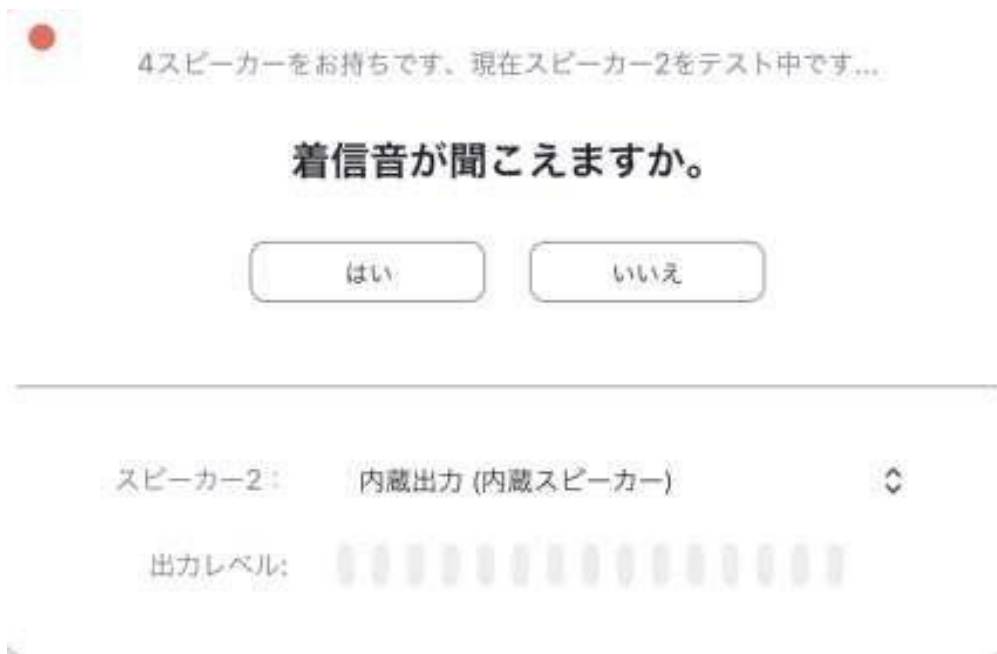 4スピーカーをお持ちです、現在スピーカー2をテスト中です...
着信音が聞こえますか。
はい
いいえ
スピーカー2：
内蔵出力 (内蔵スピーカー)
出力レベル: